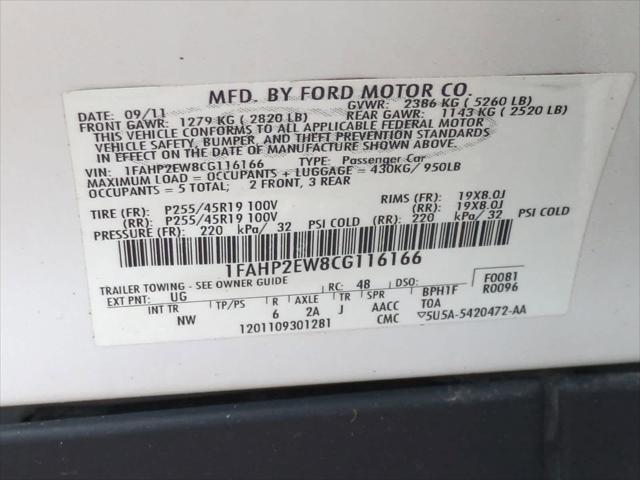 MFD. BY FORD MOTOR CO.
DATE: 09/11 GVWR: 2386 KG ( 5260 LB)
FRONT GAWR: 1279 KG ( 2820 LB) REAR GAWR: 1143 KG ( 2520 LB)
THIS VEHICLE CONFORMS TO ALL APPLICABLE FEDERAL MOTOR
VEHICLE SAFETY, BUMPER, AND THEFT PREVENTION STANDARDS
IN EFFECT ON THE DATE OF MANUFACTURE SHOWN ABOVE.
VIN: 1FAHP2EW8CG116166 TYPE: Passenger Car
MAXIMUM LOAD = OCCUPANTS + LUGGAGE = 430KG/ 950LB
OCCUPANTS = 5 TOTAL; 2 FRONT, 3 REAR
TIRE (FR): P255/45R19 100V RIMS (FR): 19X8.0J
(RR): P255/45R19 100V (RR): 19X8.0J
PRESSURE (FR): 220 kPa/ 32 PSI COLD (RR): 220 kPa/ 32 PSI COLD
1FAHP2EW8CG116166
TRAILER TOWING - SEE OWNER GUIDE
EXT PNT: UG RC: 48 DSO: F0081
INT TR TP/PS R AXLE TR SPR BPH1F R0096
NW 6 2A J AACC TOA
1201109301281 CMC ▽5U5A-5420472-AA